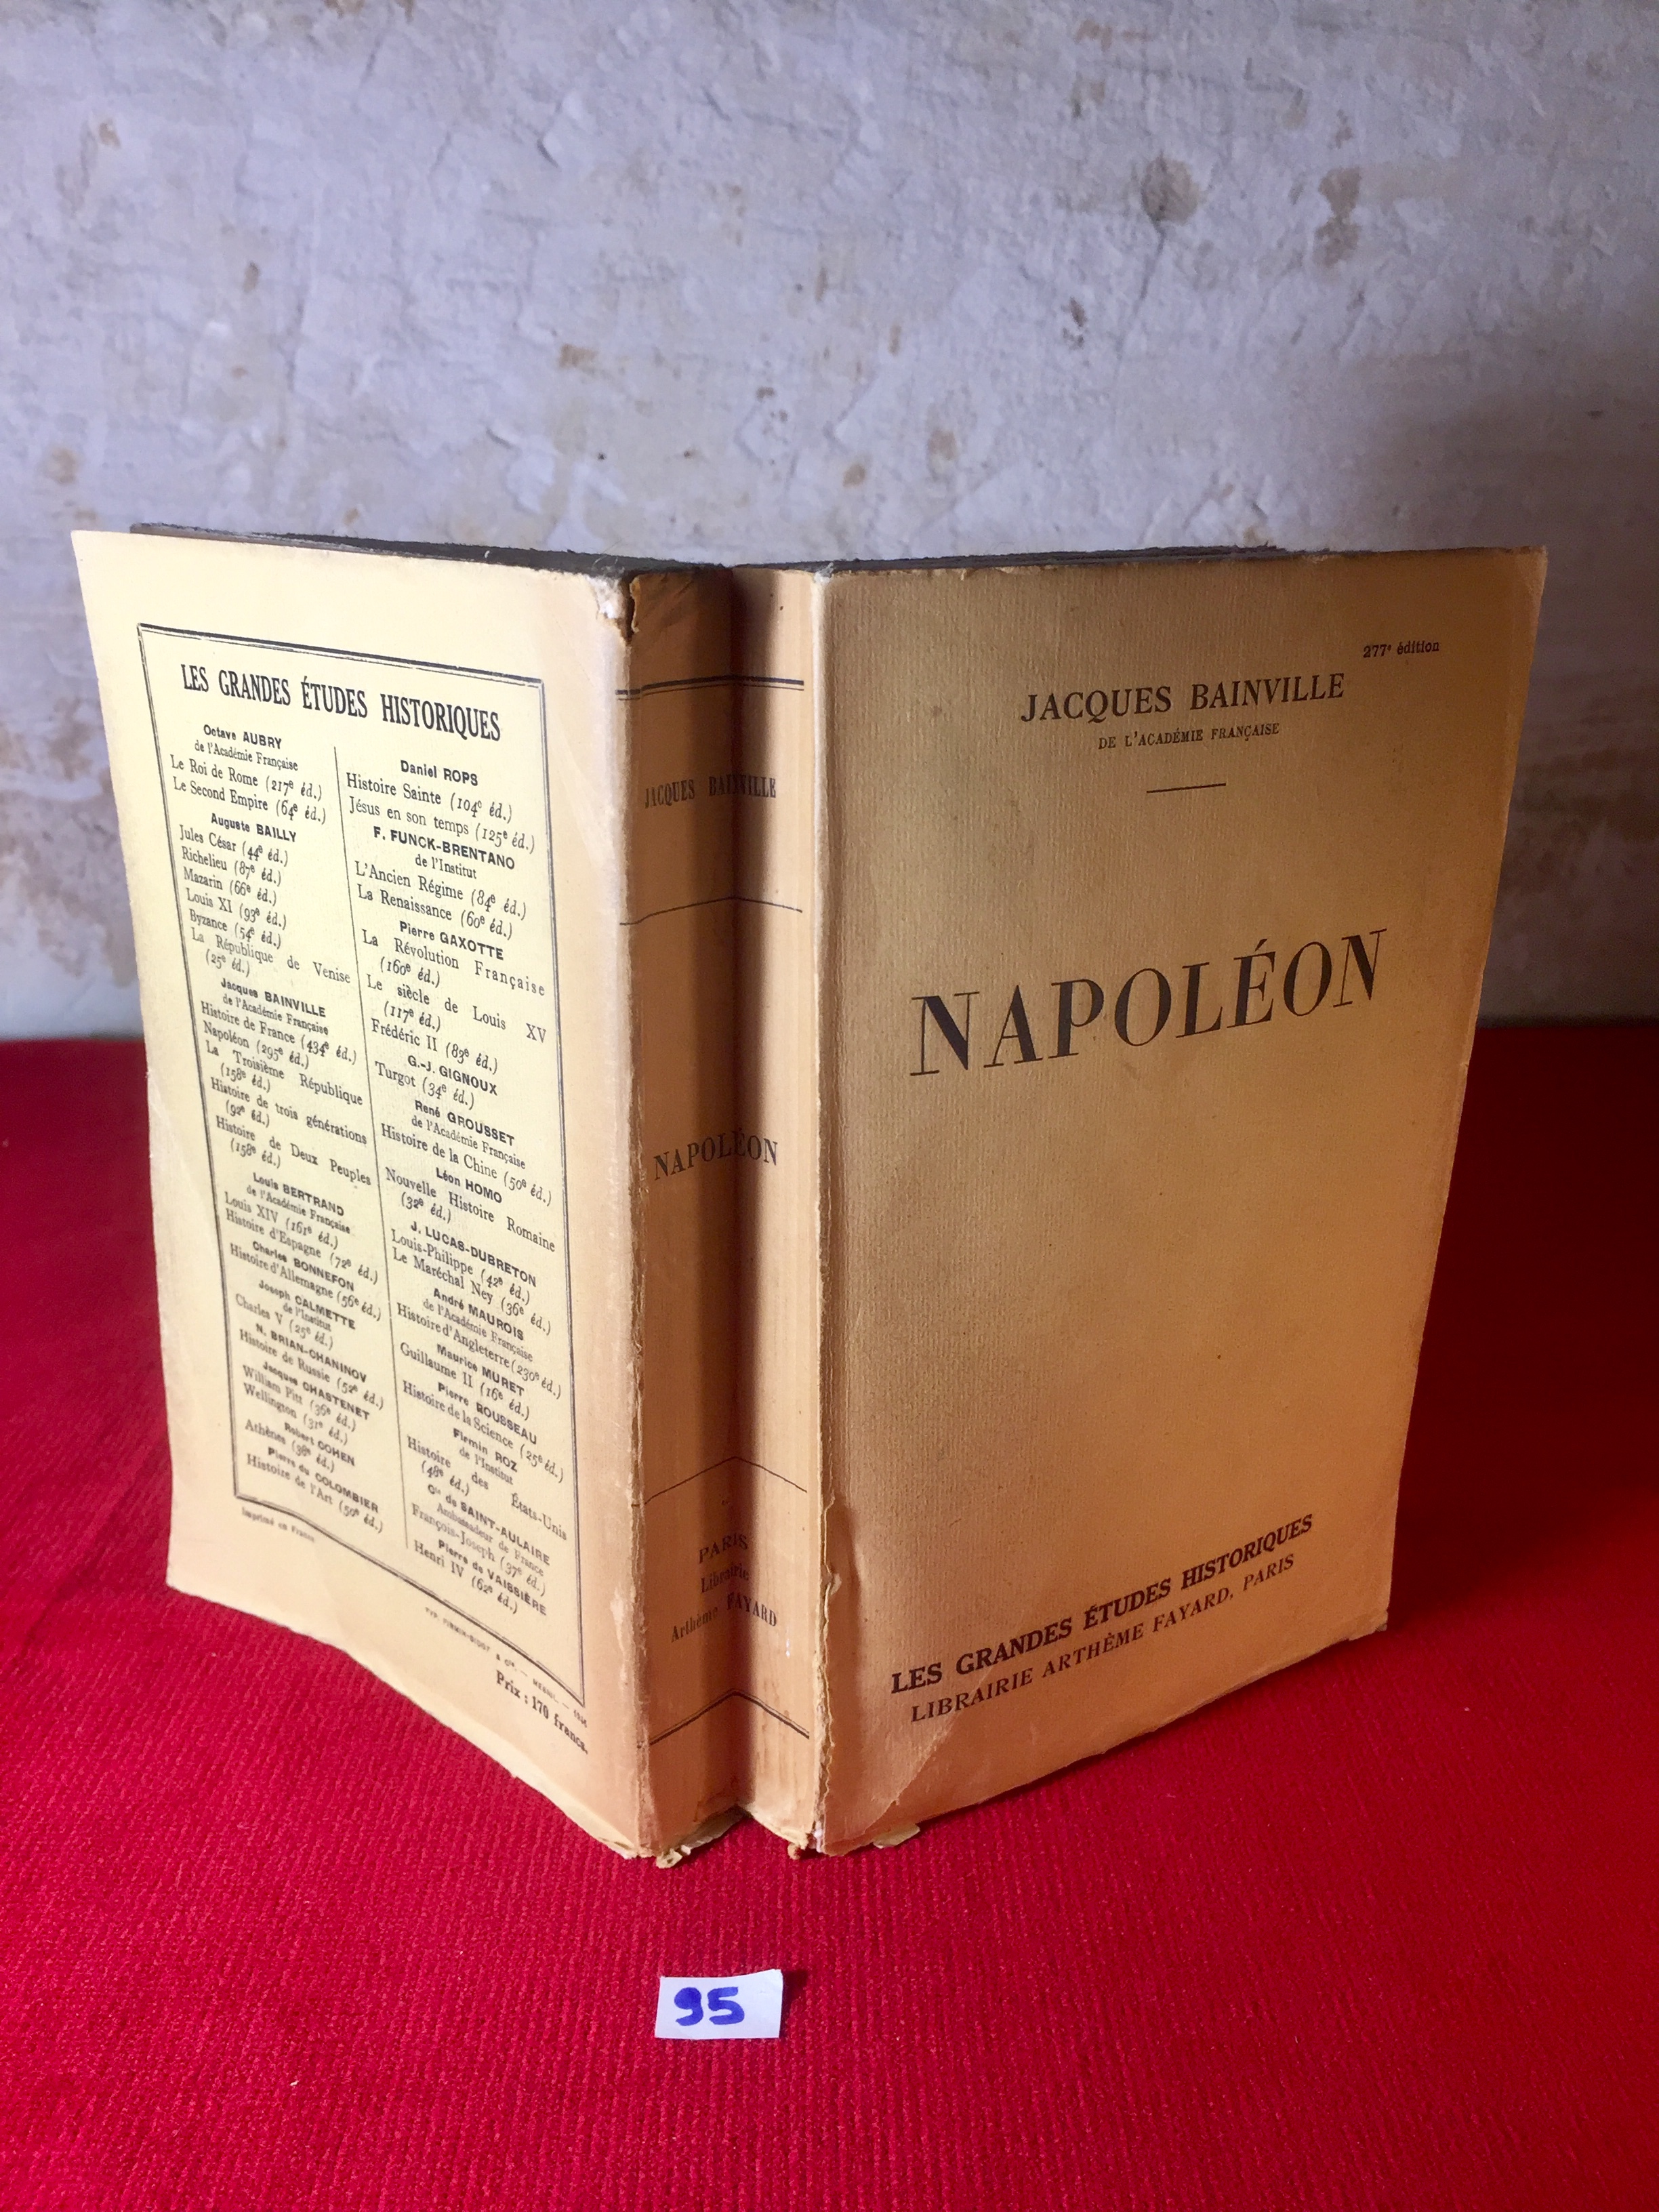 LES GRANDES ÉTUDES HISTORIQUES
Octave AUBRY
de l'Académie Française
Le Roi de Rome (217e éd.)
Le Second Empire (64e éd.)
Auguste BAILLY
Jules César (44e éd.)
Richelieu (87e éd.)
Mazarin (66e éd.)
Louis XI (93e éd.)
Byzance (54e éd.)
La République de Venise
(25e éd.)
Jacques BAINVILLE
de l'Académie Française
Histoire de France (434e éd.)
Napoléon (295e éd.)
La Troisième République
(158e éd.)
Histoire de trois générations
(92e éd.)
Histoire de Deux Peuples
(158e éd.)
Louis BERTRAND
de l'Académie Française
Louis XIV (161e éd.)
Histoire d'Espagne (72e éd.)
Charles BONNEFON
Histoire d'Allemagne (56e éd.)
Joseph CALMETTE
de l'Institut
Charles V (25e éd.)
N. BRIAN-CHANINOV
Histoire de Russie (52e éd.)
Jacques CHASTENET
William Pitt (36e éd.)
Wellington (31e éd.)
Robert COHEN
Athènes (38e éd.)
Pierre du COLOMBIER
Histoire de l'Art (50e éd.)
Daniel ROPS
Histoire Sainte (104e éd.)
Jésus en son temps (125e éd.)
F. FUNCK-BRENTANO
de l'Institut
L'Ancien Régime (84e éd.)
La Renaissance (60e éd.)
Pierre GAXOTTE
La Révolution Française
(160e éd.)
Le siècle de Louis XV
(117e éd.)
Frédéric II (83e éd.)
G.-J. GIGNOUX
Turgot (34e éd.)
René GROUSSET
de l'Académie Française
Histoire de la Chine (50e éd.)
Léon HOMO
Nouvelle Histoire Romaine
(32e éd.)
J. LUCAS-DUBRETON
Louis-Philippe (42e éd.)
Le Maréchal Ney (36e éd.)
André MAUROIS
de l'Académie Française
Histoire d'Angleterre (230e éd.)
Maurice MURET
Guillaume II (16e éd.)
Pierre ROUSSEAU
Histoire de la Science (25e éd.)
Firmin ROZ
de l'Institut
Histoire des États-Unis
(48e éd.)
Cte de SAINT-AULAIRE
Ambassadeur de France
François-Joseph (37e éd.)
Pierre de VAISSIÈRE
Henri IV (62e éd.)
Imprimé en France
TYP. FIRMIN-DIDOT & Cie. — MESNIL. —
Prix : 170 francs.
JACQUES BAINVILLE
NAPOLÉON
PARIS
Librairie
Arthème FAYARD
277e édition
JACQUES BAINVILLE
DE L'ACADÉMIE FRANÇAISE
NAPOLÉON
LES GRANDES ÉTUDES HISTORIQUES
LIBRAIRIE ARTHÈME FAYARD, PARIS
95